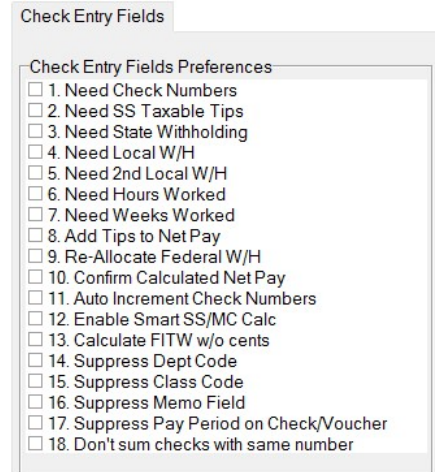 Check Entry Fields
Check Entry Fields Preferences
1. Need Check Numbers
2. Need SS Taxable Tips
3. Need State Withholding
4. Need Local W/H
5. Need 2nd Local W/H
6. Need Hours Worked
7. Need Weeks Worked
8. Add Tips to Net Pay
9. Re-Allocate Federal W/H
10. Confirm Calculated Net Pay
11. Auto Increment Check Numbers
12. Enable Smart SS/MC Calc
13. Calculate FITW w/o cents
14. Suppress Dept Code
15. Suppress Class Code
16. Suppress Memo Field
17. Suppress Pay Period on Check/Voucher
18. Don't sum checks with same number